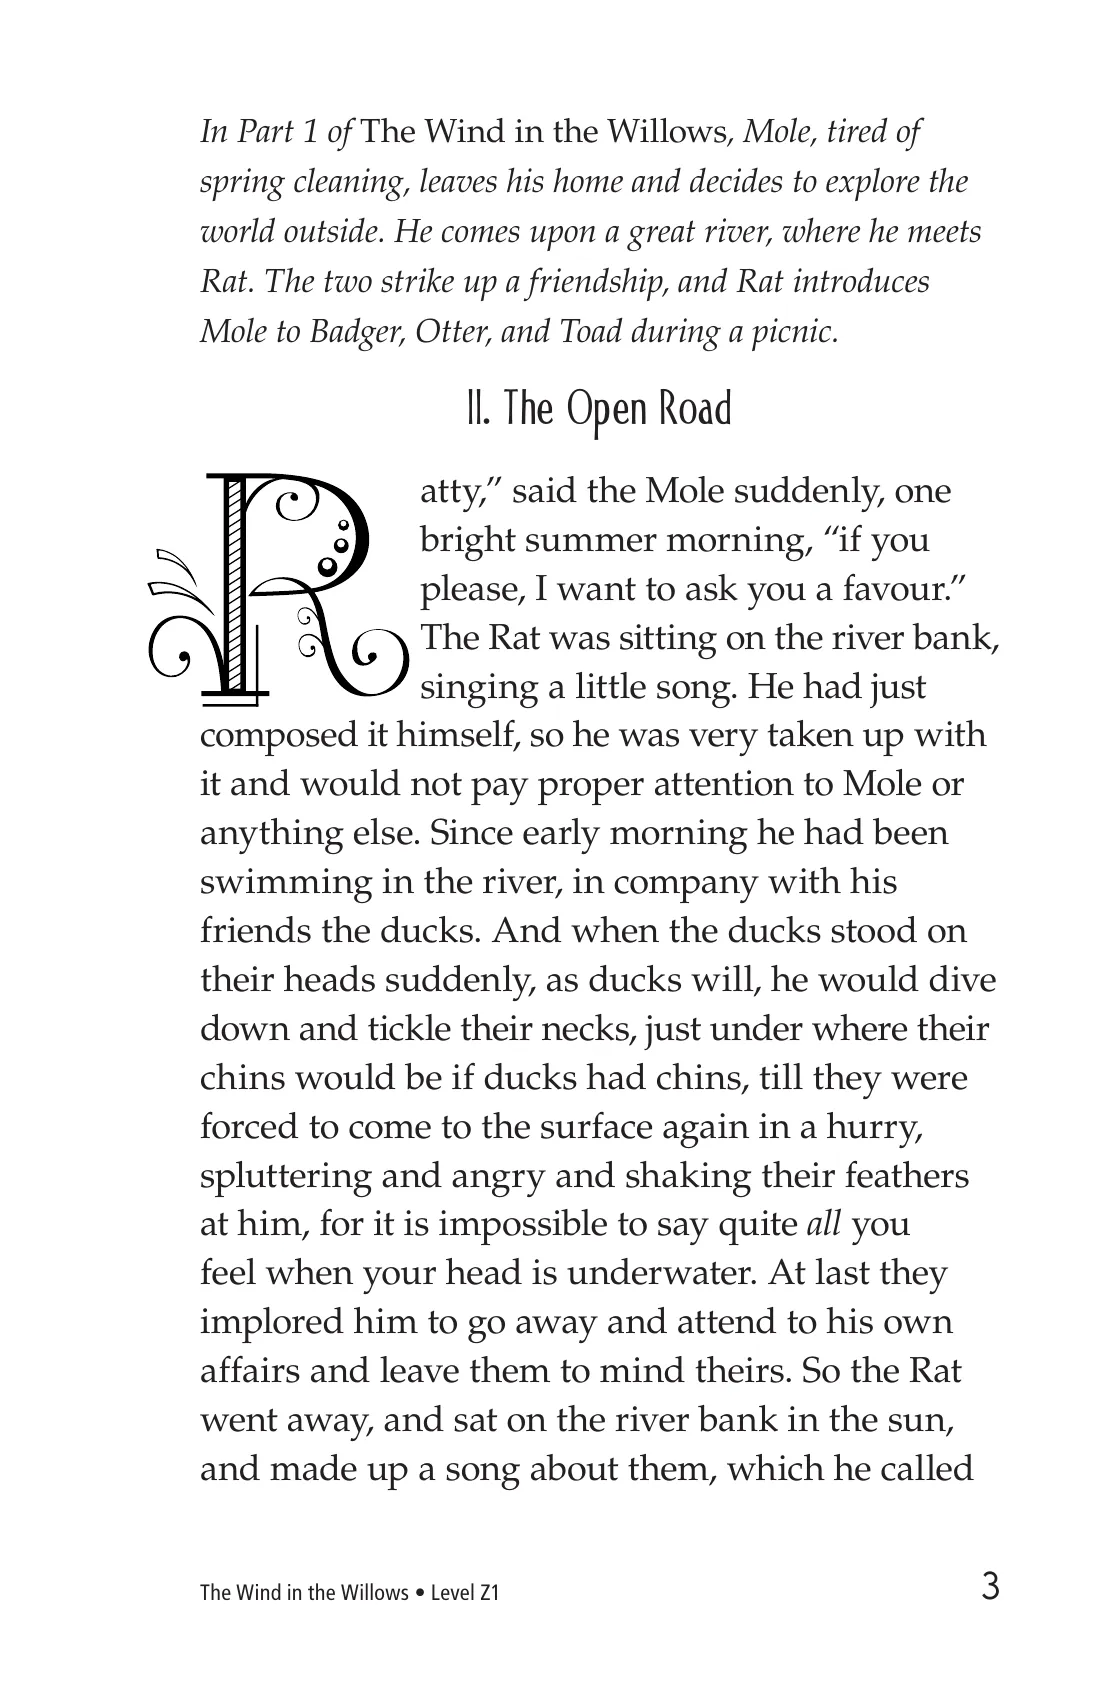 In Part 1 of The Wind in the Willows, Mole, tired of
spring cleaning, leaves his home and decides to explore the
world outside. He comes upon a great river, where he meets
Rat. The two strike up a friendship, and Rat introduces
Mole to Badger, Otter, and Toad during a picnic.
II. The Open Road
Ratty,” said the Mole suddenly, one
bright summer morning, “if you
please, I want to ask you a favour.”
The Rat was sitting on the river bank,
singing a little song. He had just
composed it himself, so he was very taken up with
it and would not pay proper attention to Mole or
anything else. Since early morning he had been
swimming in the river, in company with his
friends the ducks. And when the ducks stood on
their heads suddenly, as ducks will, he would dive
down and tickle their necks, just under where their
chins would be if ducks had chins, till they were
forced to come to the surface again in a hurry,
spluttering and angry and shaking their feathers
at him, for it is impossible to say quite all you
feel when your head is underwater. At last they
implored him to go away and attend to his own
affairs and leave them to mind theirs. So the Rat
went away, and sat on the river bank in the sun,
and made up a song about them, which he called
The Wind in the Willows • Level Z1
3